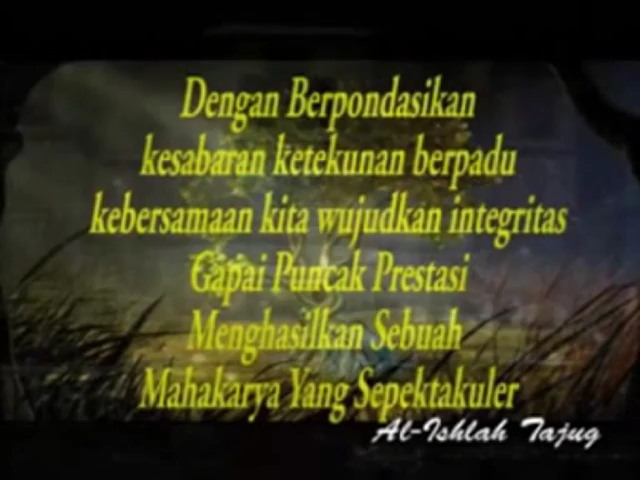 Dengan Berpondasikan
kesabaran ketekunan berpadu
kebersamaan kita wujudkan integritas
Gapai Puncak Prestasi
Menghasilkan Sebuah
Mahakarya Yang Sepektakuler
Al-Ishlah Tajug